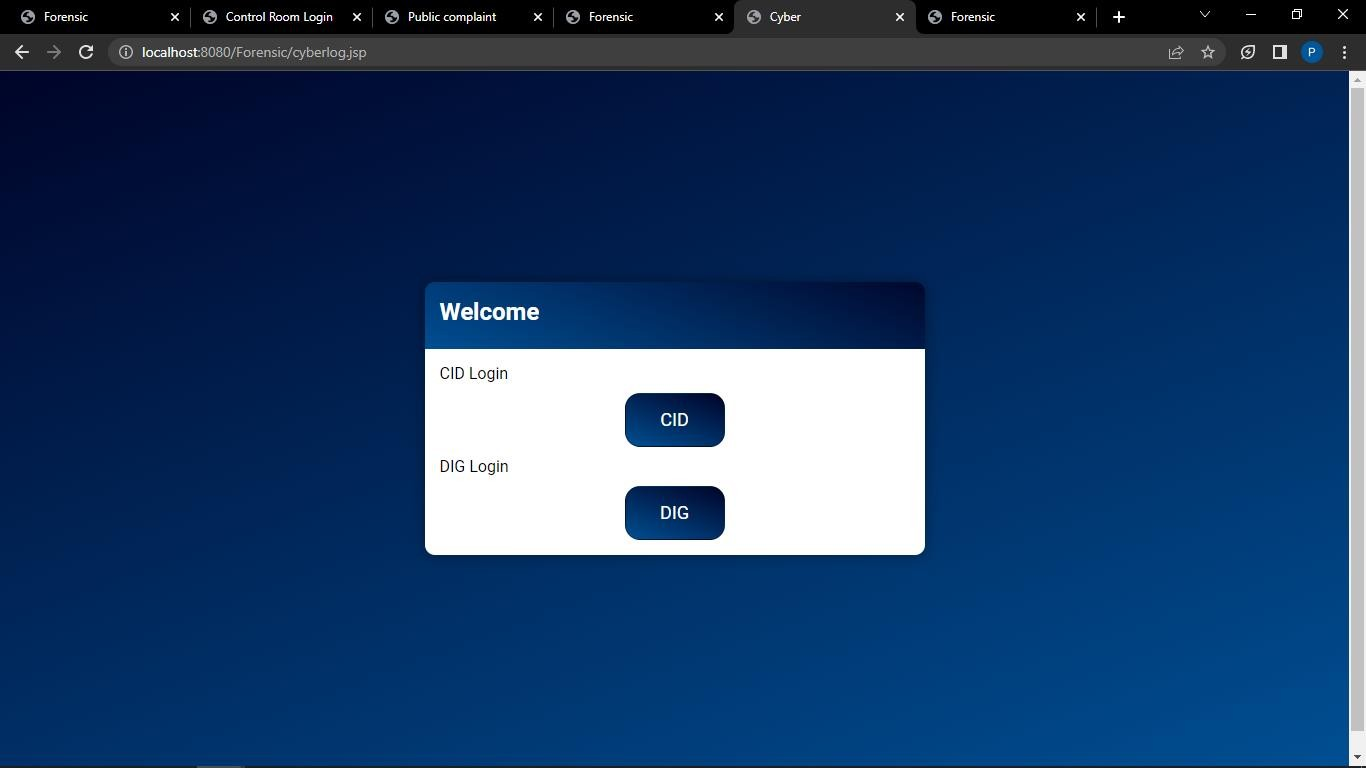 Forensic
Control Room Login
Public complaint
Forensic
Cyber
Forensic
localhost:8080/Forensic/cyberlog.jsp
P
Welcome
CID Login
CID
DIG Login
DIG